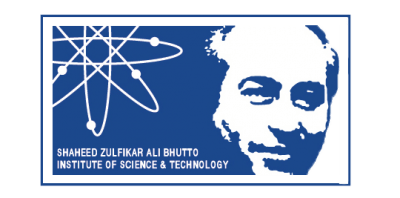 SHAHEED ZULFIKAR ALI BHUTTO
INSTITUTE OF SCIENCE & TECHNOLOGY